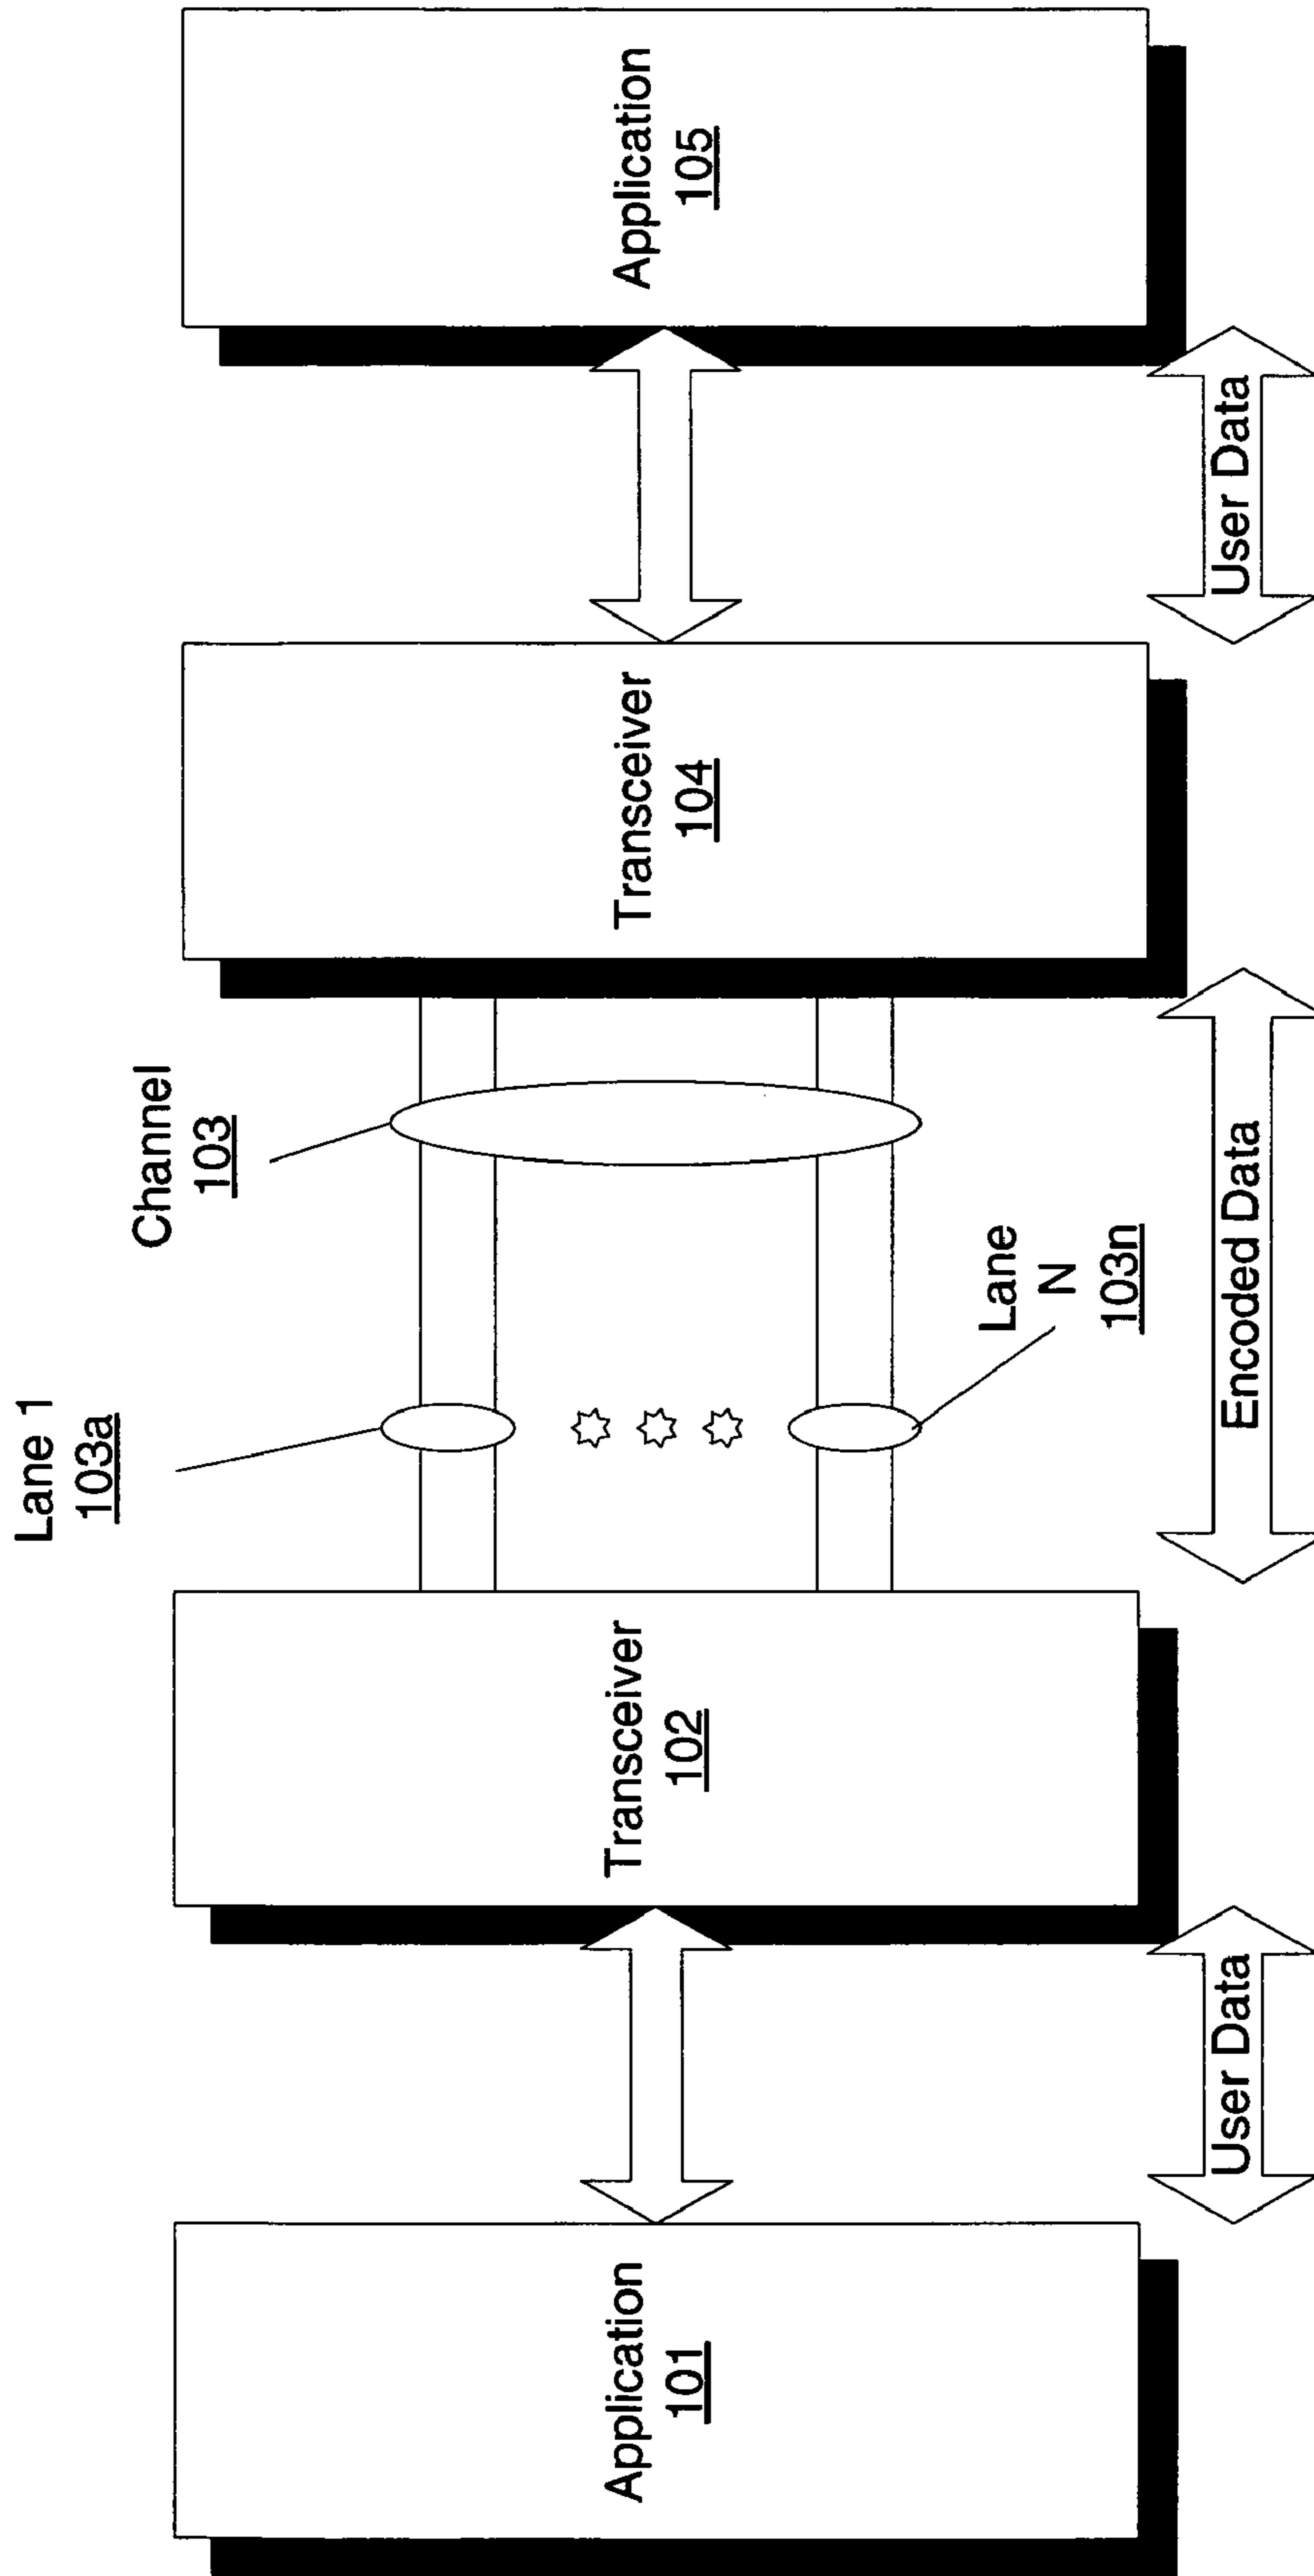 Lane 1
103a
Channel
103
Application
101
Transceiver
102
Transceiver
104
Application
105
Lane
N
103n
User Data
Encoded Data
User Data